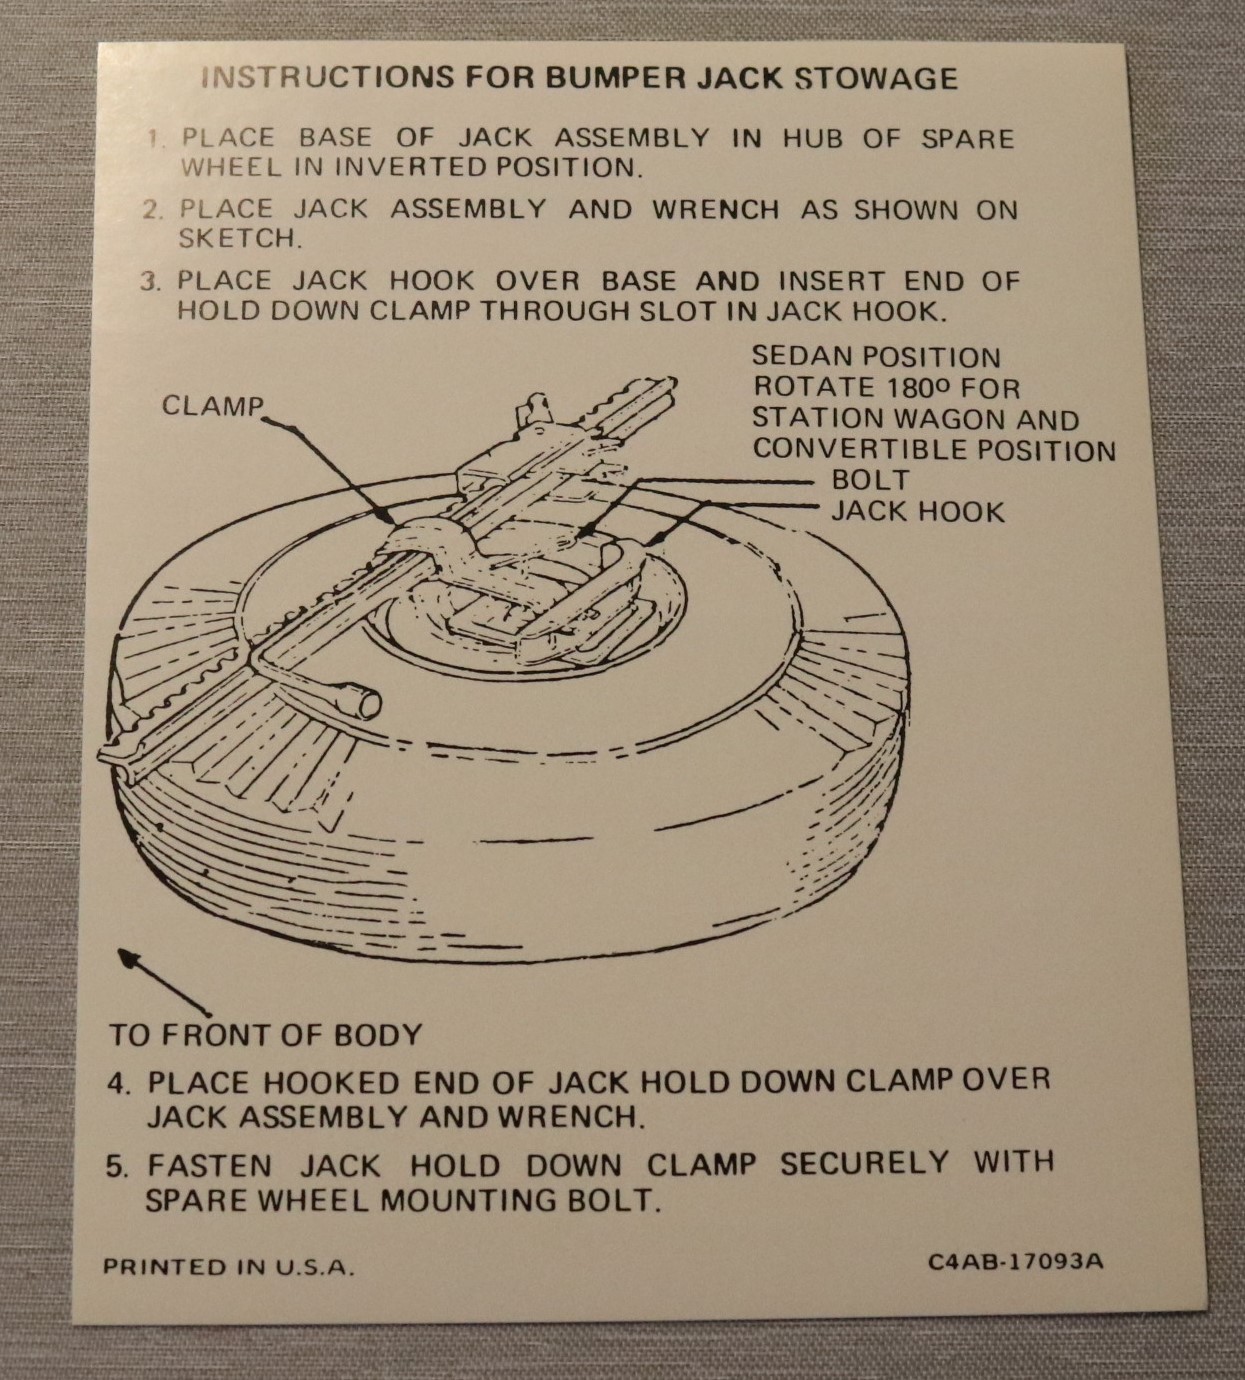 INSTRUCTIONS FOR BUMPER JACK STOWAGE
1. PLACE BASE OF JACK ASSEMBLY IN HUB OF SPARE
WHEEL IN INVERTED POSITION.
2. PLACE JACK ASSEMBLY AND WRENCH AS SHOWN ON
SKETCH.
3. PLACE JACK HOOK OVER BASE AND INSERT END OF
HOLD DOWN CLAMP THROUGH SLOT IN JACK HOOK.
SEDAN POSITION
ROTATE 180º FOR
STATION WAGON AND
CONVERTIBLE POSITION
CLAMP
BOLT
JACK HOOK
TO FRONT OF BODY
4. PLACE HOOKED END OF JACK HOLD DOWN CLAMP OVER
JACK ASSEMBLY AND WRENCH.
5. FASTEN JACK HOLD DOWN CLAMP SECURELY WITH
SPARE WHEEL MOUNTING BOLT.
PRINTED IN U.S.A.
C4AB-17093A